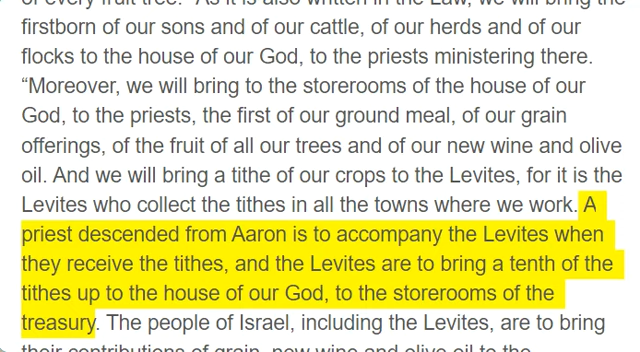 of every fruit tree. “As it is also written in the Law, we will bring the
firstborn of our sons and of our cattle, of our herds and of our
flocks to the house of our God, to the priests ministering there.
“Moreover, we will bring to the storerooms of the house of our
God, to the priests, the first of our ground meal, of our grain
offerings, of the fruit of all our trees and of our new wine and olive
oil. And we will bring a tithe of our crops to the Levites, for it is the
Levites who collect the tithes in all the towns where we work. A
priest descended from Aaron is to accompany the Levites when
they receive the tithes, and the Levites are to bring a tenth of the
tithes up to the house of our God, to the storerooms of the
treasury. The people of Israel, including the Levites, are to bring
their contributions of grain, new wine and olive oil to the